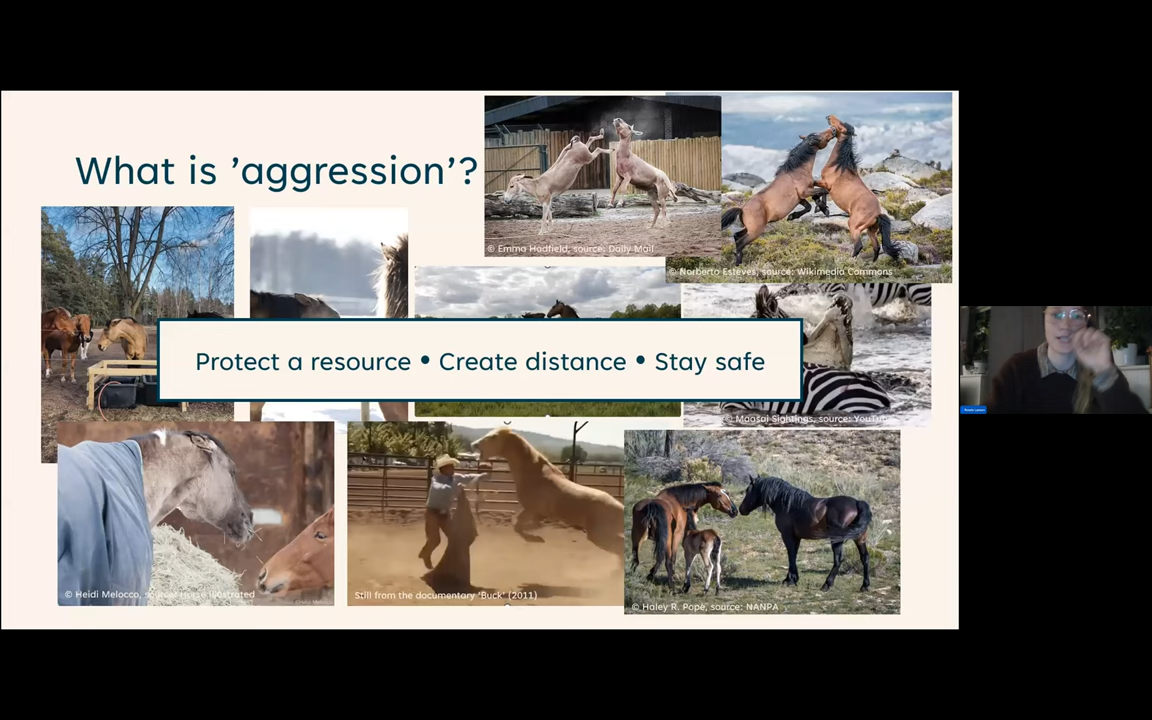 What is ’aggression’?
© Emma Hadfield, source: Daily Mail
© Norberto Esteves, source: Wikimedia Commons
Protect a resource • Create distance • Stay safe
© Maasai Sightings, source: YouTube
© Heidi Melocco, source: Horse Illustrated
Still from the documentary ’Buck’ (2011)
© Haley R. Pope, source: NANPA